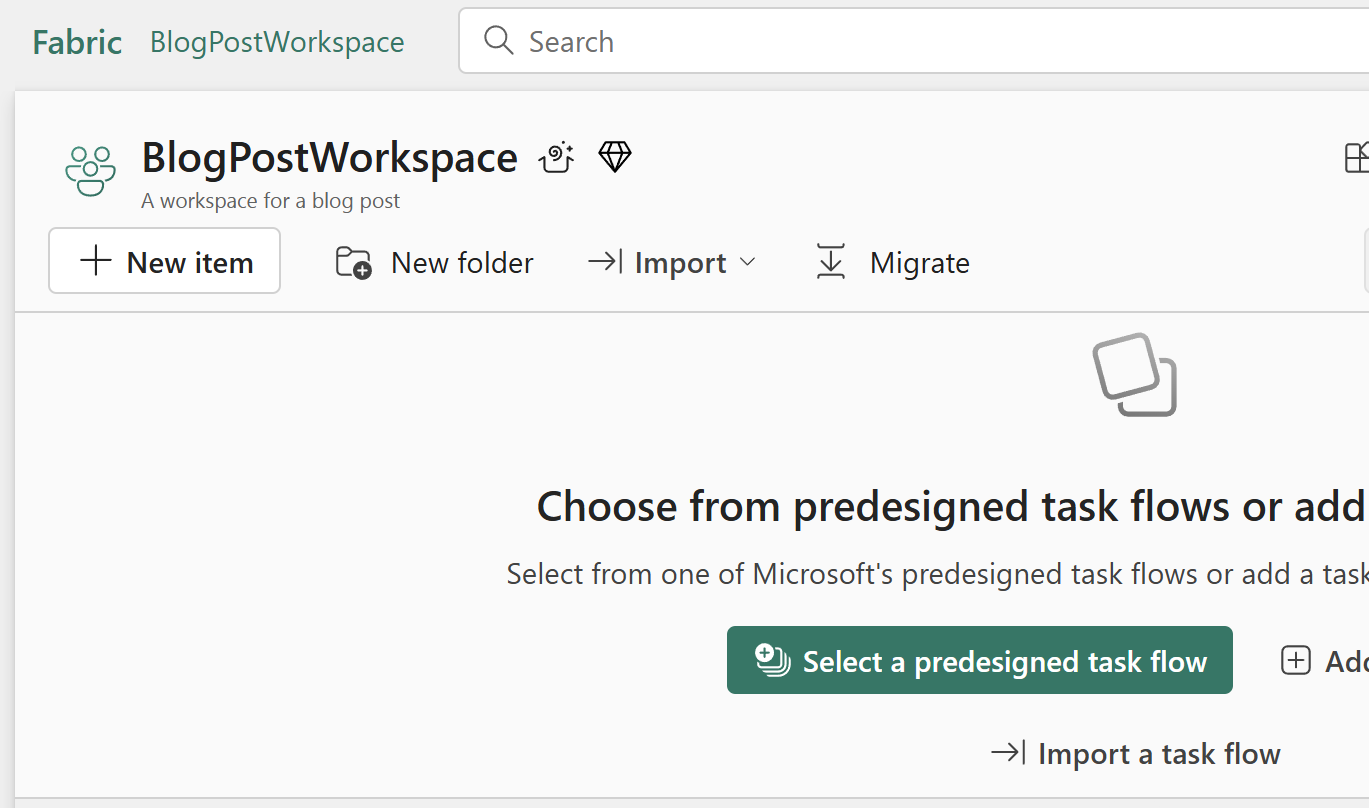 Fabric BlogPostWorkspace Search
BlogPostWorkspace
A workspace for a blog post
New item New folder Import Migrate
Choose from predesigned task flows or add
Select from one of Microsoft's predesigned task flows or add a task
Select a predesigned task flow
Import a task flow